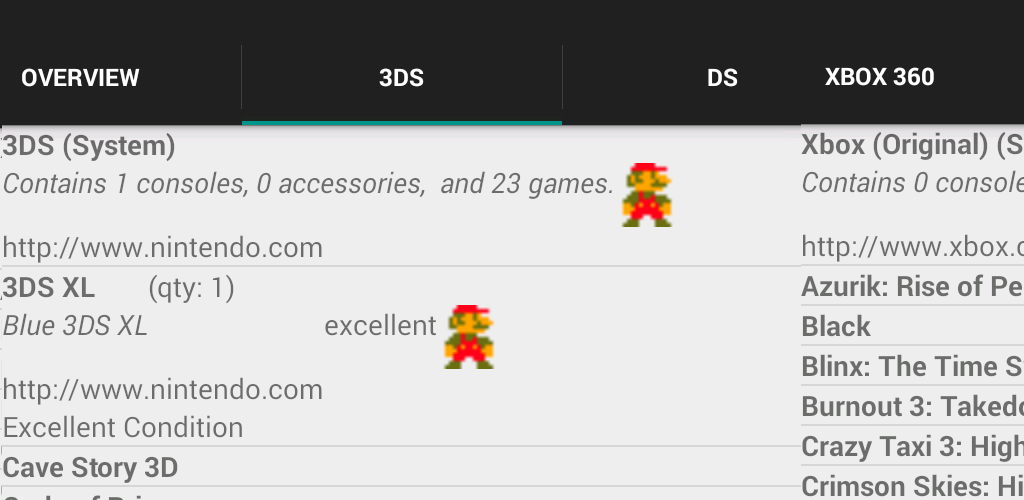 OVERVIEW
3DS
DS
XBOX 360
3DS (System)
Contains 1 consoles, 0 accessories, and 23 games.
http://www.nintendo.com
3DS XL (qty: 1)
Blue 3DS XL excellent
http://www.nintendo.com
Excellent Condition
Cave Story 3D
Xbox (Original) (S
Contains 0 console
http://www.xbox.c
Azurik: Rise of Pe
Black
Blinx: The Time S
Burnout 3: Takedo
Crazy Taxi 3: High
Crimson Skies: Hi